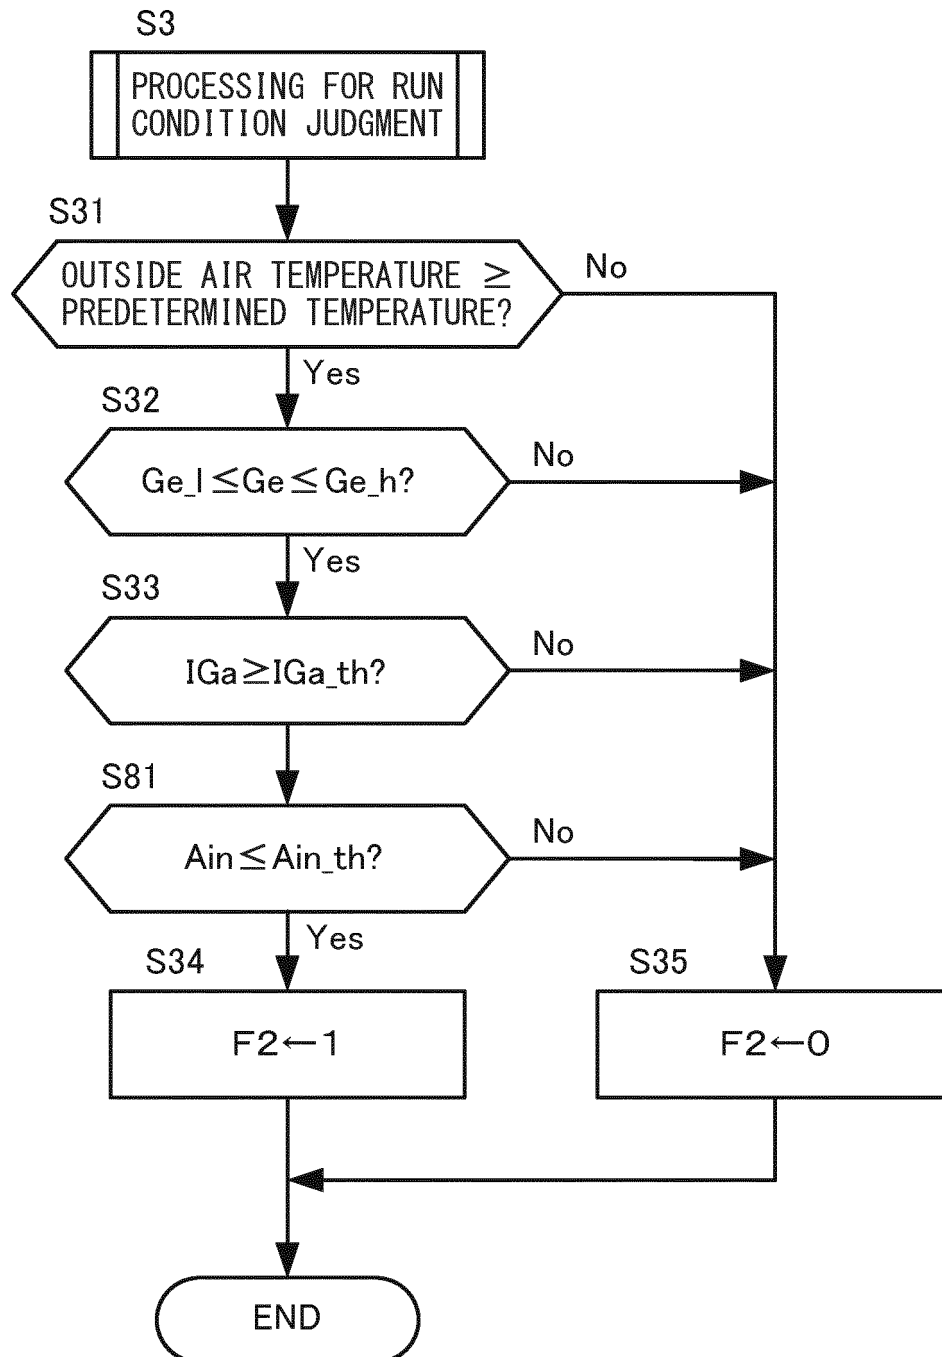 S3
PROCESSING FOR RUN
CONDITION JUDGMENT
S31
OUTSIDE AIR TEMPERATURE ≥
PREDETERMINED TEMPERATURE?
No
Yes
S32
Ge_l≤Ge≤Ge_h?
No
Yes
S33
IGa≥IGa_th?
No
S81
Ain≤Ain_th?
No
Yes
S34
F2←1
S35
F2←0
END